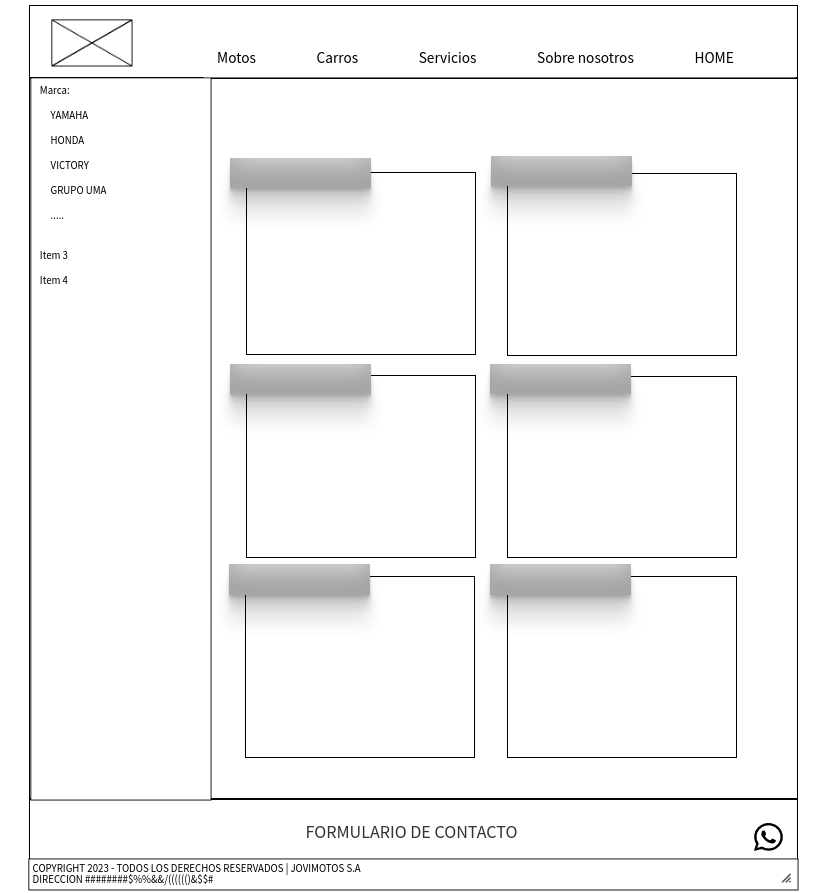 Motos Carros Servicios Sobre nosotros HOME
Marca:
YAMAHA
HONDA
VICTORY
GRUPO UMA
.....
Item 3
Item 4
FORMULARIO DE CONTACTO
COPYRIGHT 2023 - TODOS LOS DERECHOS RESERVADOS | JOVIMOTOS S.A
DIRECCION ########$%%&&/(((((()&$$#